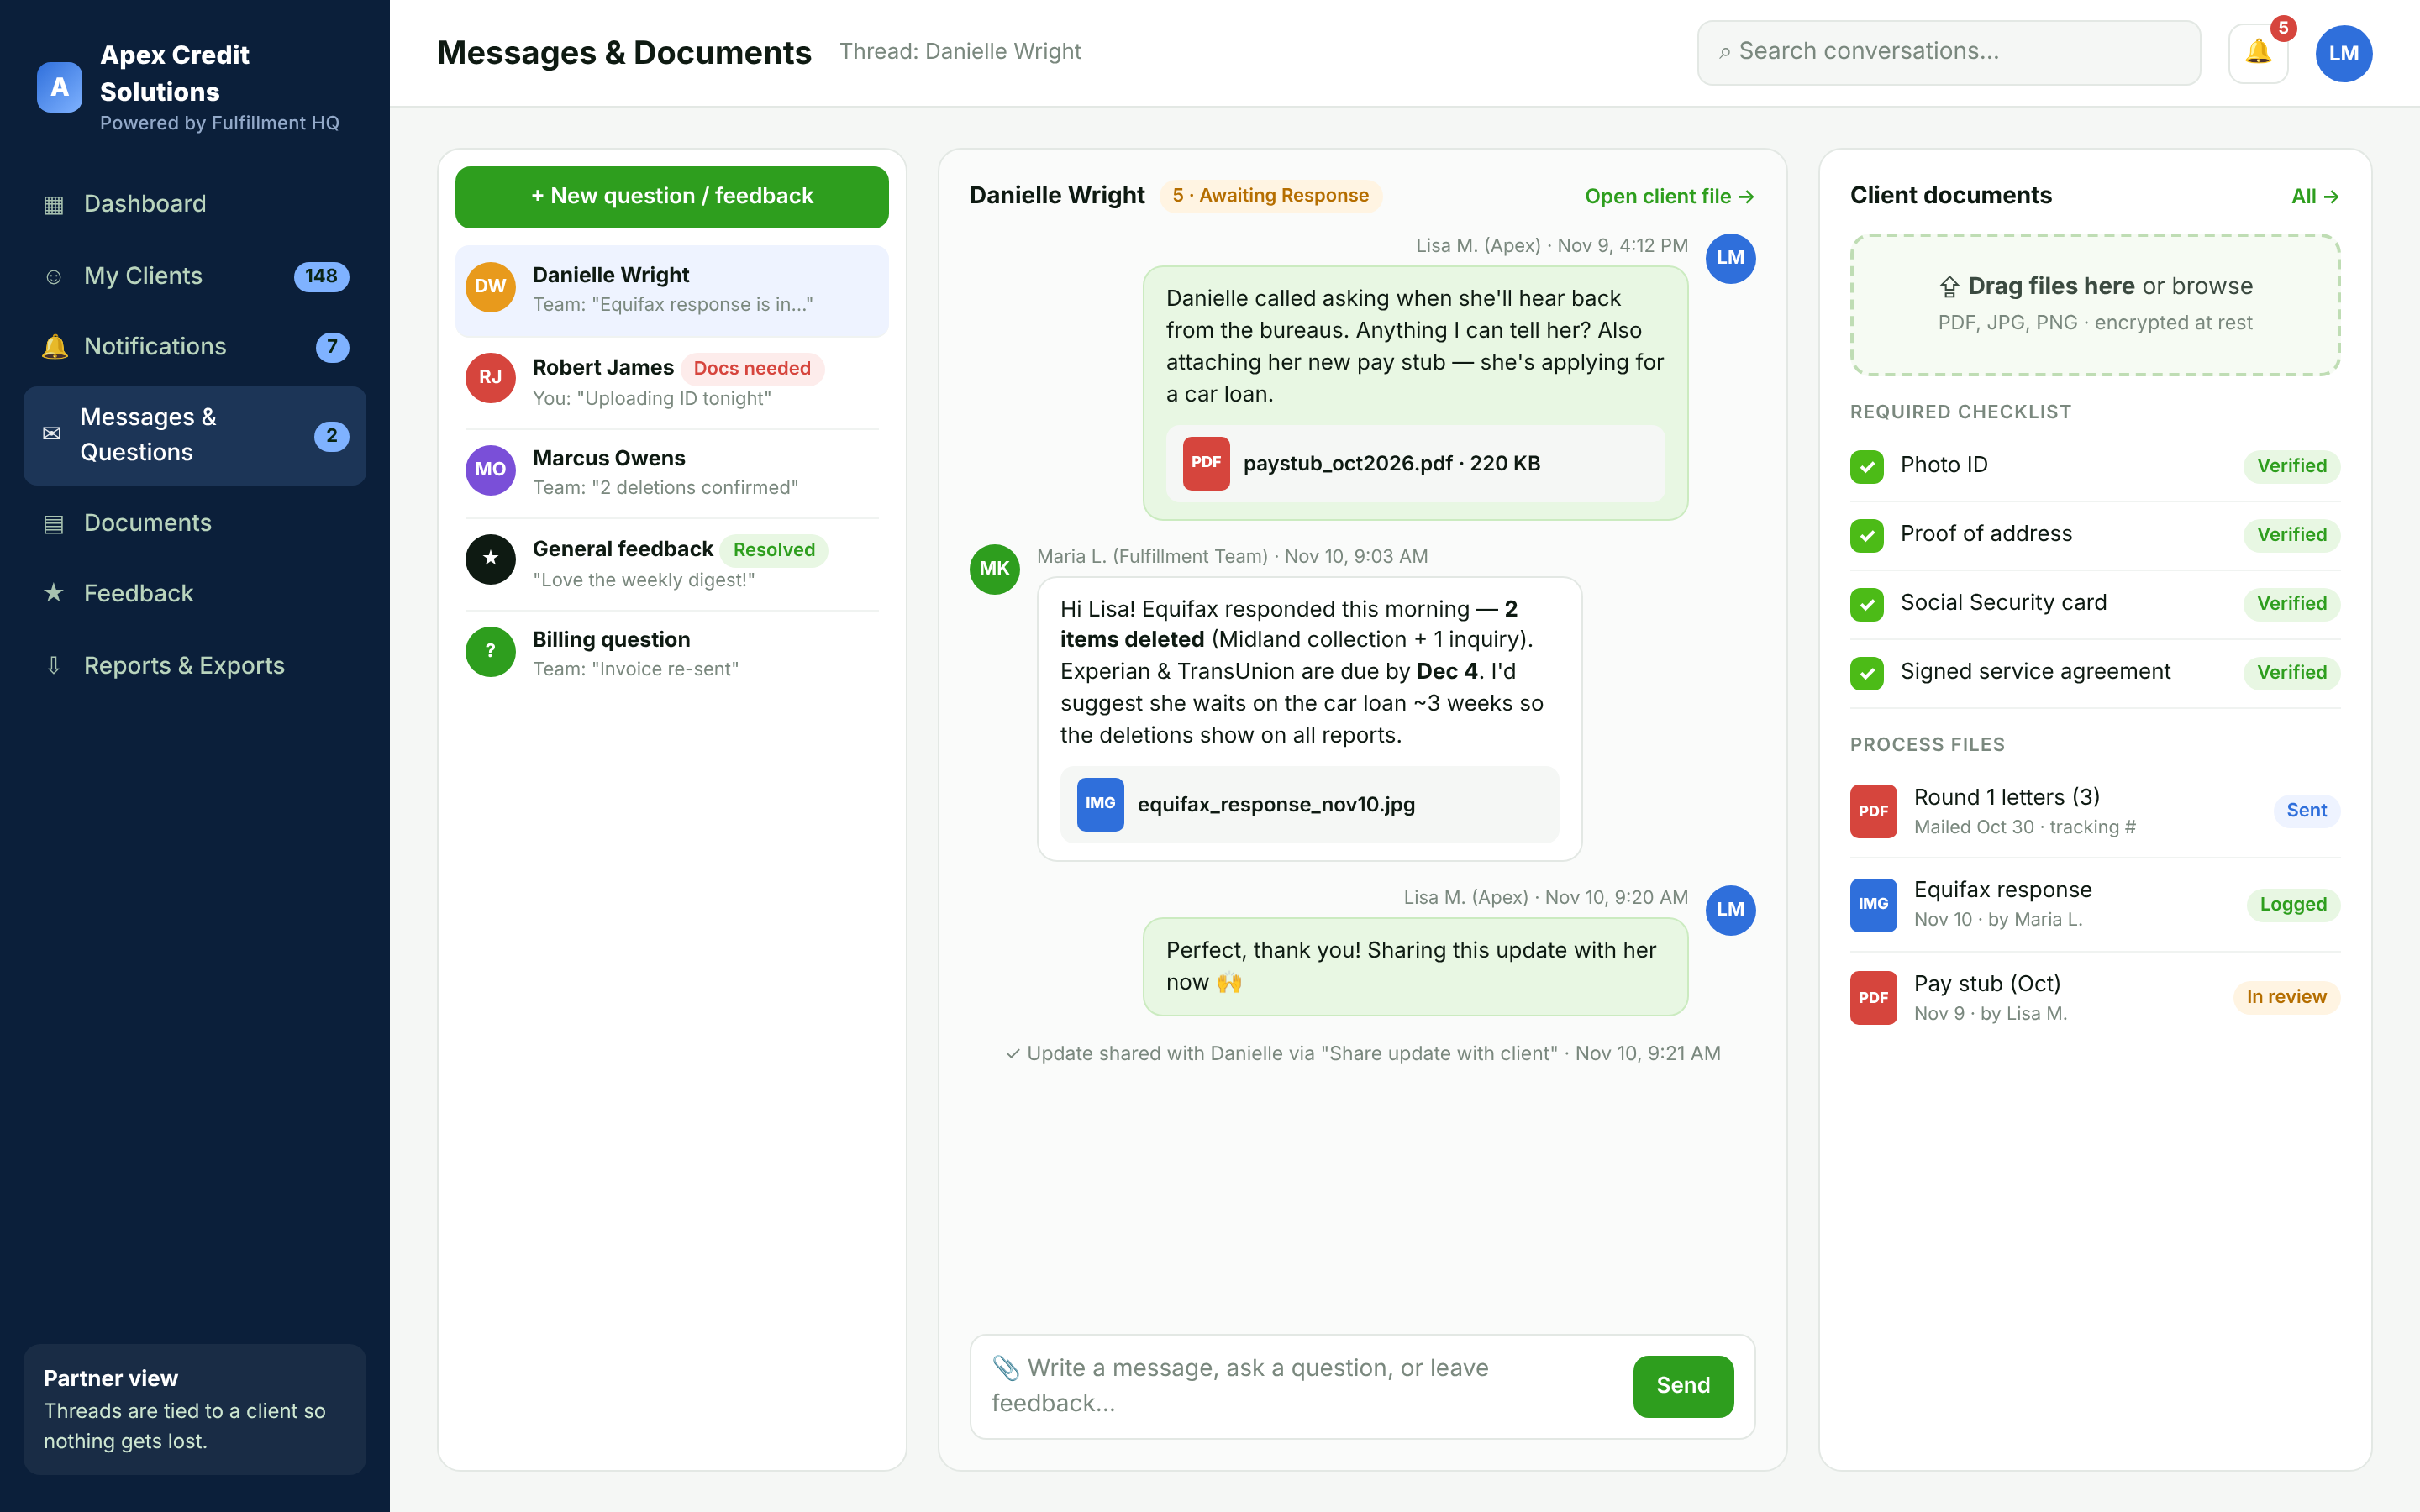 A
Apex Credit
Solutions
Powered by Fulfillment HQ
Dashboard
My Clients 148
Notifications 7
Messages &
Questions 2
Documents
Feedback
Reports & Exports
Partner view
Threads are tied to a client so
nothing gets lost.
Messages & Documents Thread: Danielle Wright
Search conversations...
5
LM
+ New question / feedback
DW
Danielle Wright
Team: "Equifax response is in..."
RJ
Robert James Docs needed
You: "Uploading ID tonight"
MO
Marcus Owens
Team: "2 deletions confirmed"
★
General feedback Resolved
"Love the weekly digest!"
?
Billing question
Team: "Invoice re-sent"
Danielle Wright 5 · Awaiting Response Open client file →
Lisa M. (Apex) · Nov 9, 4:12 PM
LM
Danielle called asking when she'll hear back
from the bureaus. Anything I can tell her? Also
attaching her new pay stub — she's applying for
a car loan.
PDF paystub_oct2026.pdf · 220 KB
MK
Maria L. (Fulfillment Team) · Nov 10, 9:03 AM
Hi Lisa! Equifax responded this morning — 2
items deleted (Midland collection + 1 inquiry).
Experian & TransUnion are due by Dec 4. I'd
suggest she waits on the car loan ~3 weeks so
the deletions show on all reports.
IMG equifax_response_nov10.jpg
Lisa M. (Apex) · Nov 10, 9:20 AM
LM
Perfect, thank you! Sharing this update with her
now 🙌
✓ Update shared with Danielle via "Share update with client" · Nov 10, 9:21 AM
📎 Write a message, ask a question, or leave
feedback...
Send
Client documents All →
⇪ Drag files here or browse
PDF, JPG, PNG · encrypted at rest
REQUIRED CHECKLIST
✓ Photo ID Verified
✓ Proof of address Verified
✓ Social Security card Verified
✓ Signed service agreement Verified
PROCESS FILES
PDF
Round 1 letters (3) Sent
Mailed Oct 30 · tracking #
IMG
Equifax response Logged
Nov 10 · by Maria L.
PDF
Pay stub (Oct) In review
Nov 9 · by Lisa M.